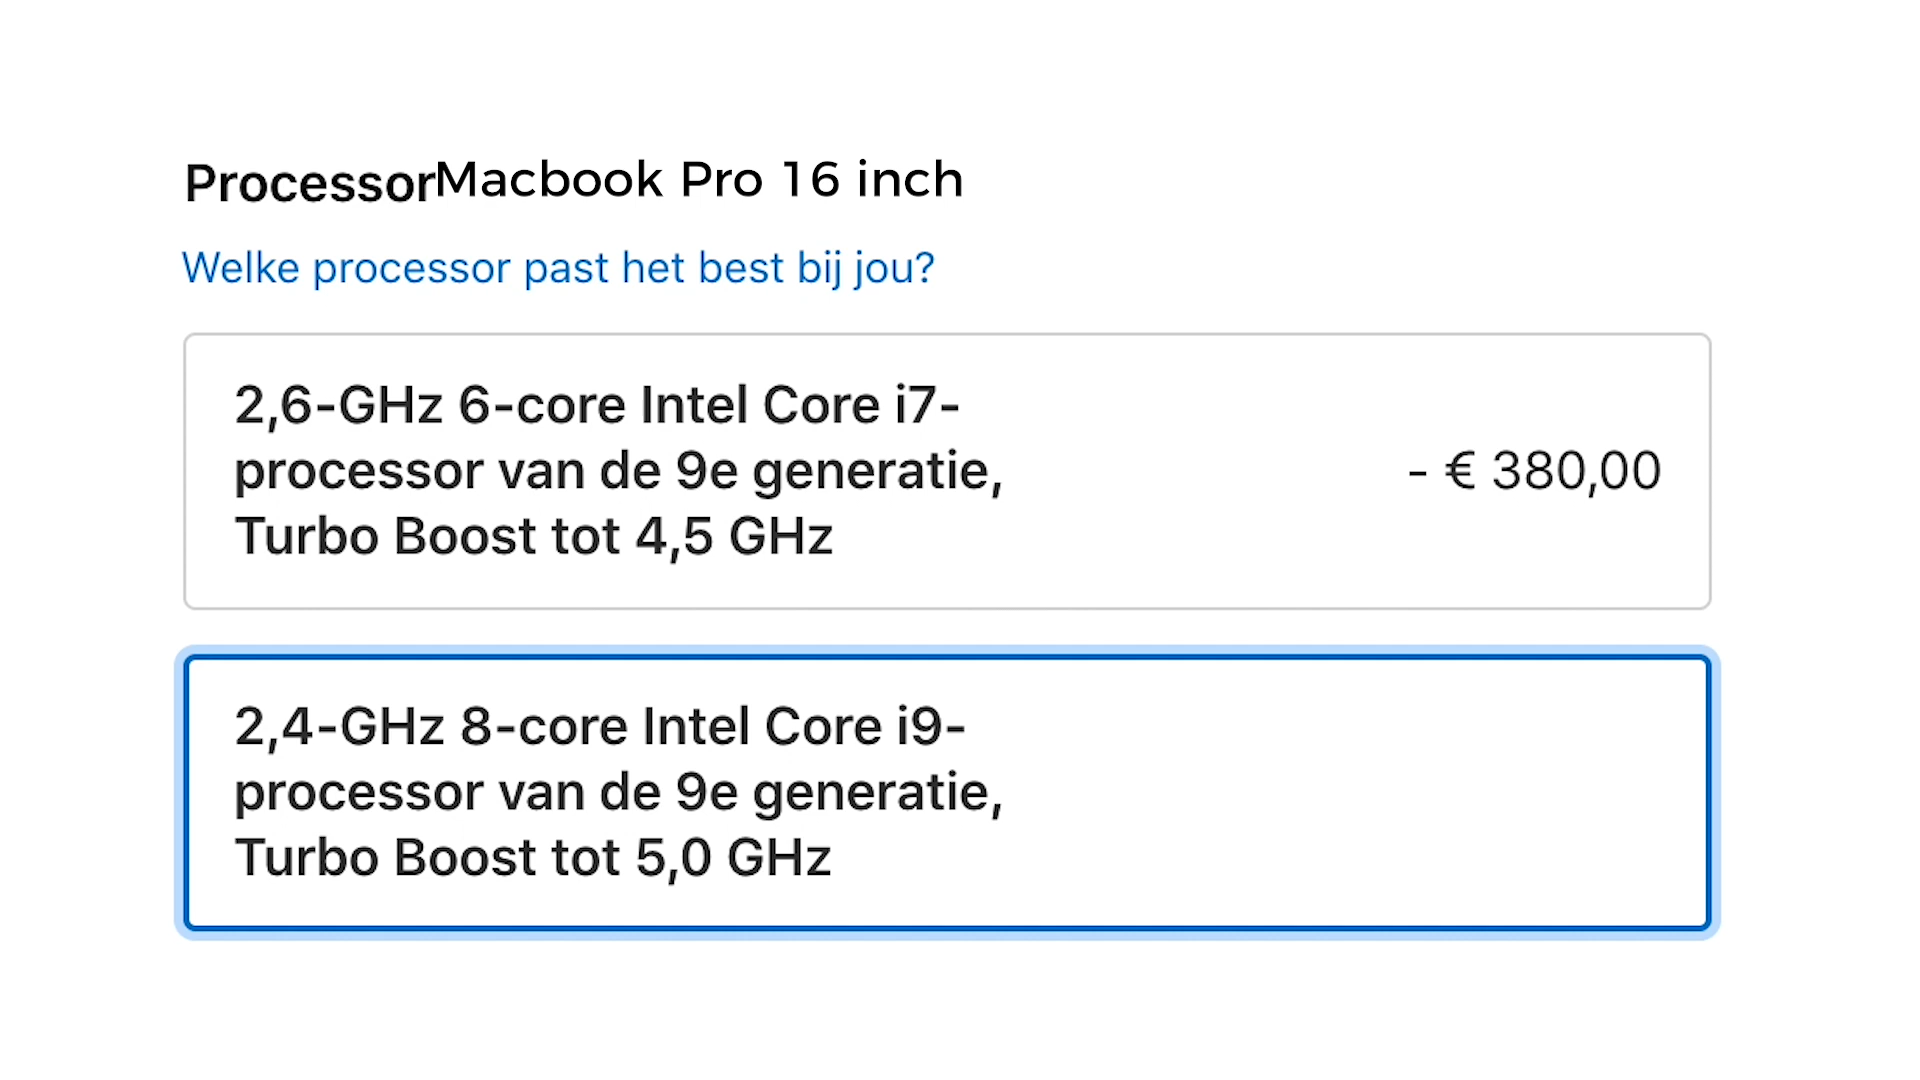 Processor Macbook Pro 16 inch
Welke processor past het best bij jou?
2,6-GHz 6-core Intel Core i7-
processor van de 9e generatie,
Turbo Boost tot 4,5 GHz
- € 380,00
2,4-GHz 8-core Intel Core i9-
processor van de 9e generatie,
Turbo Boost tot 5,0 GHz